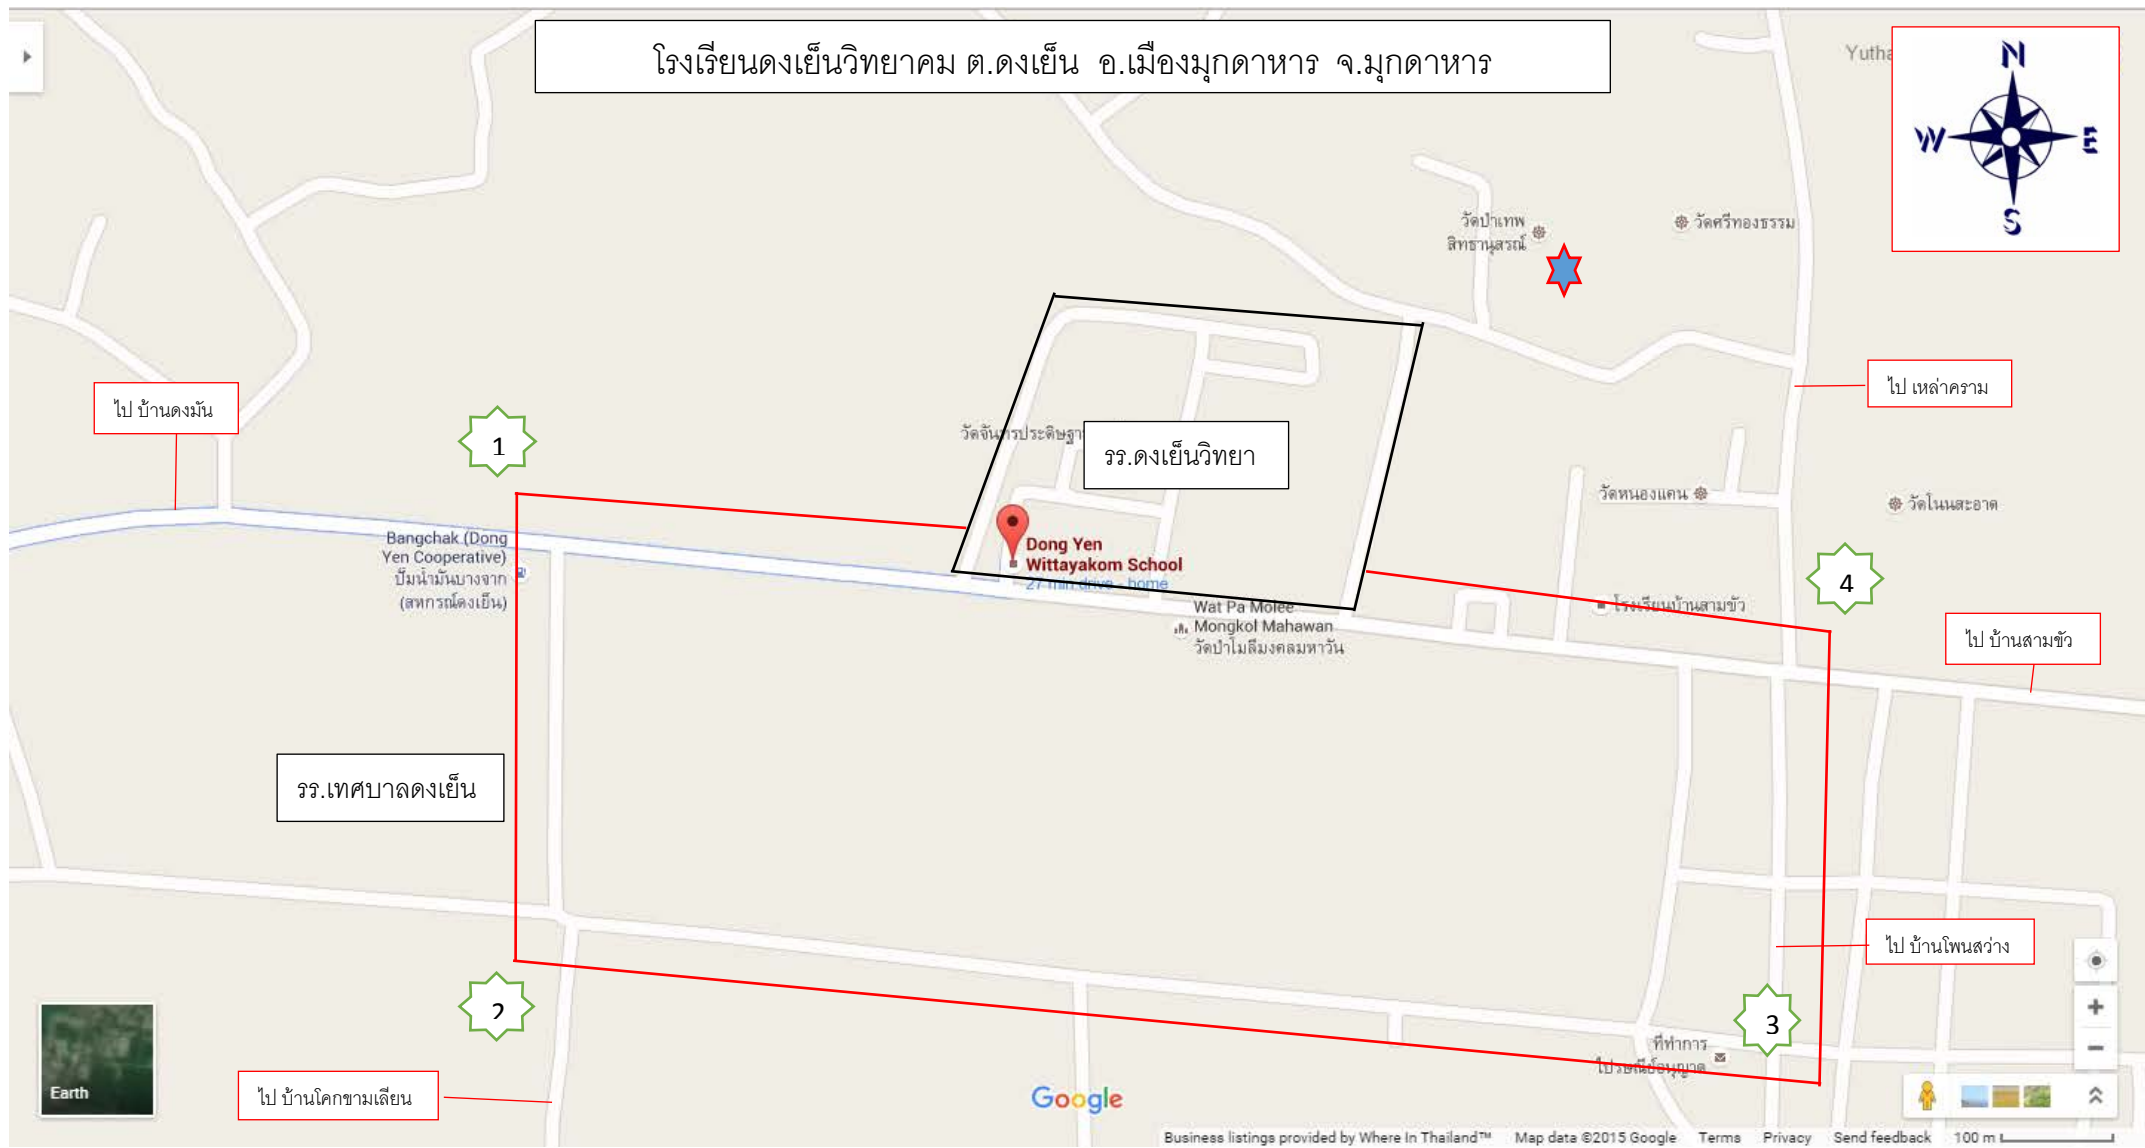 โรงเรียนดงเย็นวิทยาคม ต.ดงเย็น อ.เมืองมุกดาหาร จ.มุกดาหาร
N
W E
S
วัดป่าเทพ
สิทธานุสรณ์
วัดศรีทองธรรม
ไป บ้านดงมัน
ไป เหล่าคราม
1
รร.ดงเย็นวิทยา
วัดหนองแคน
วัดโนนสะอาด
Bangchak (Dong
Yen Cooperative)
ปั๊มน้ำมันบางจาก
(สหกรณ์ดงเย็น)
Dong Yen
Wittayakom School
27 min drive - home
4
โรงเรียนบ้านสามขัว
Wat Pa Molee
Mongkol Mahawan
วัดป่าโมลีมงคลมหาวัน
ไป บ้านสามขัว
รร.เทศบาลดงเย็น
ไป บ้านโพนสว่าง
2
3
ที่ทำการ
ไปรษณีย์อนุญาต
Earth
ไป บ้านโคกขามเลียน
Google
Business listings provided by Where In Thailand™ Map data ©2015 Google Terms Privacy Send feedback 100 m